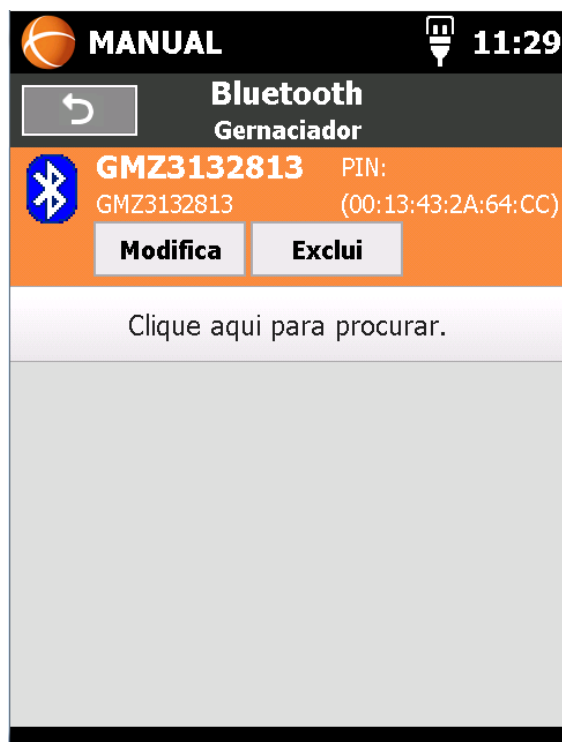 MANUAL 11:29
Bluetooth
Gernaciador
GMZ3132813 PIN:
GMZ3132813 (00:13:43:2A:64:CC)
Modifica Exclui
Clique aqui para procurar.